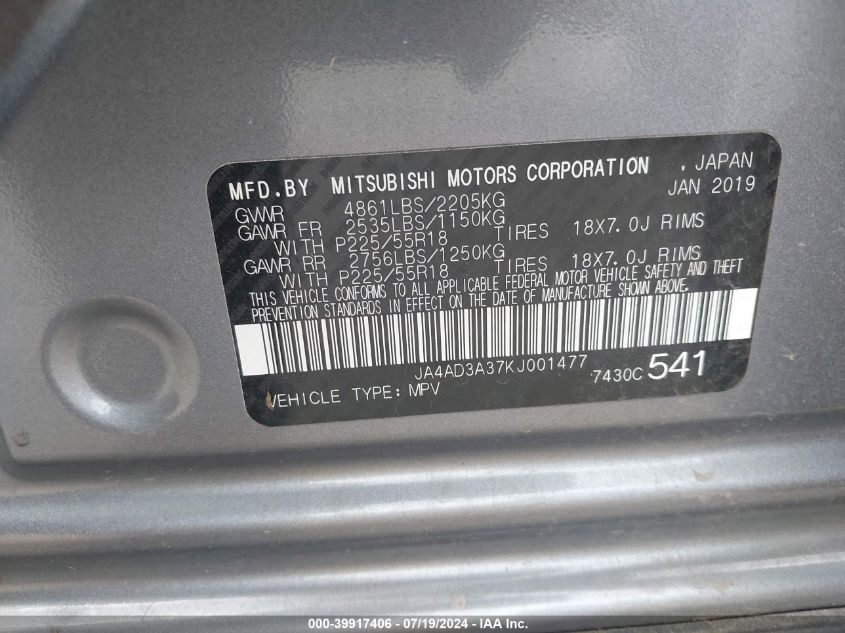 MFD.BY MITSUBISHI MOTORS CORPORATION , JAPAN
JAN 2019
GVWR 4861LBS/2205KG
GAWR FR 2535LBS/1150KG
WITH P225/55R18 TIRES 18X7.0J RIMS
GAWR RR 2756LBS/1250KG
WITH P225/55R18 TIRES 18X7.0J RIMS
THIS VEHICLE CONFORMS TO ALL APPLICABLE FEDERAL MOTOR VEHICLE SAFETY AND THEFT
PREVENTION STANDARDS IN EFFECT ON THE DATE OF MANUFACTURE SHOWN ABOVE.
JA4AD3A37KJ001477
7430C 541
VEHICLE TYPE: MPV
000-39917406 - 07/19/2024 - IAAI.COM